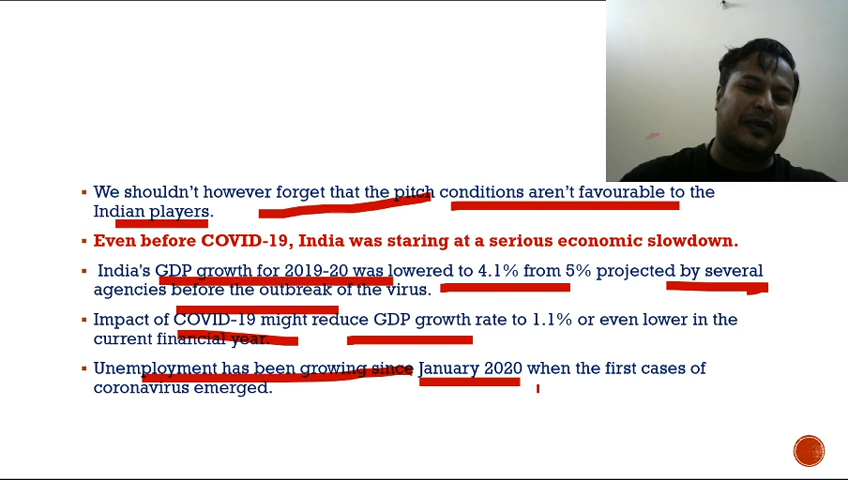 We shouldn't however forget that the pitch conditions aren't favourable to the
Indian players.
Even before COVID-19, India was staring at a serious economic slowdown.
India's GDP growth for 2019-20 was lowered to 4.1% from 5% projected by several
agencies before the outbreak of the virus.
Impact of COVID-19 might reduce GDP growth rate to 1.1% or even lower in the
current financial year.
Unemployment has been growing since January 2020 when the first cases of
coronavirus emerged.